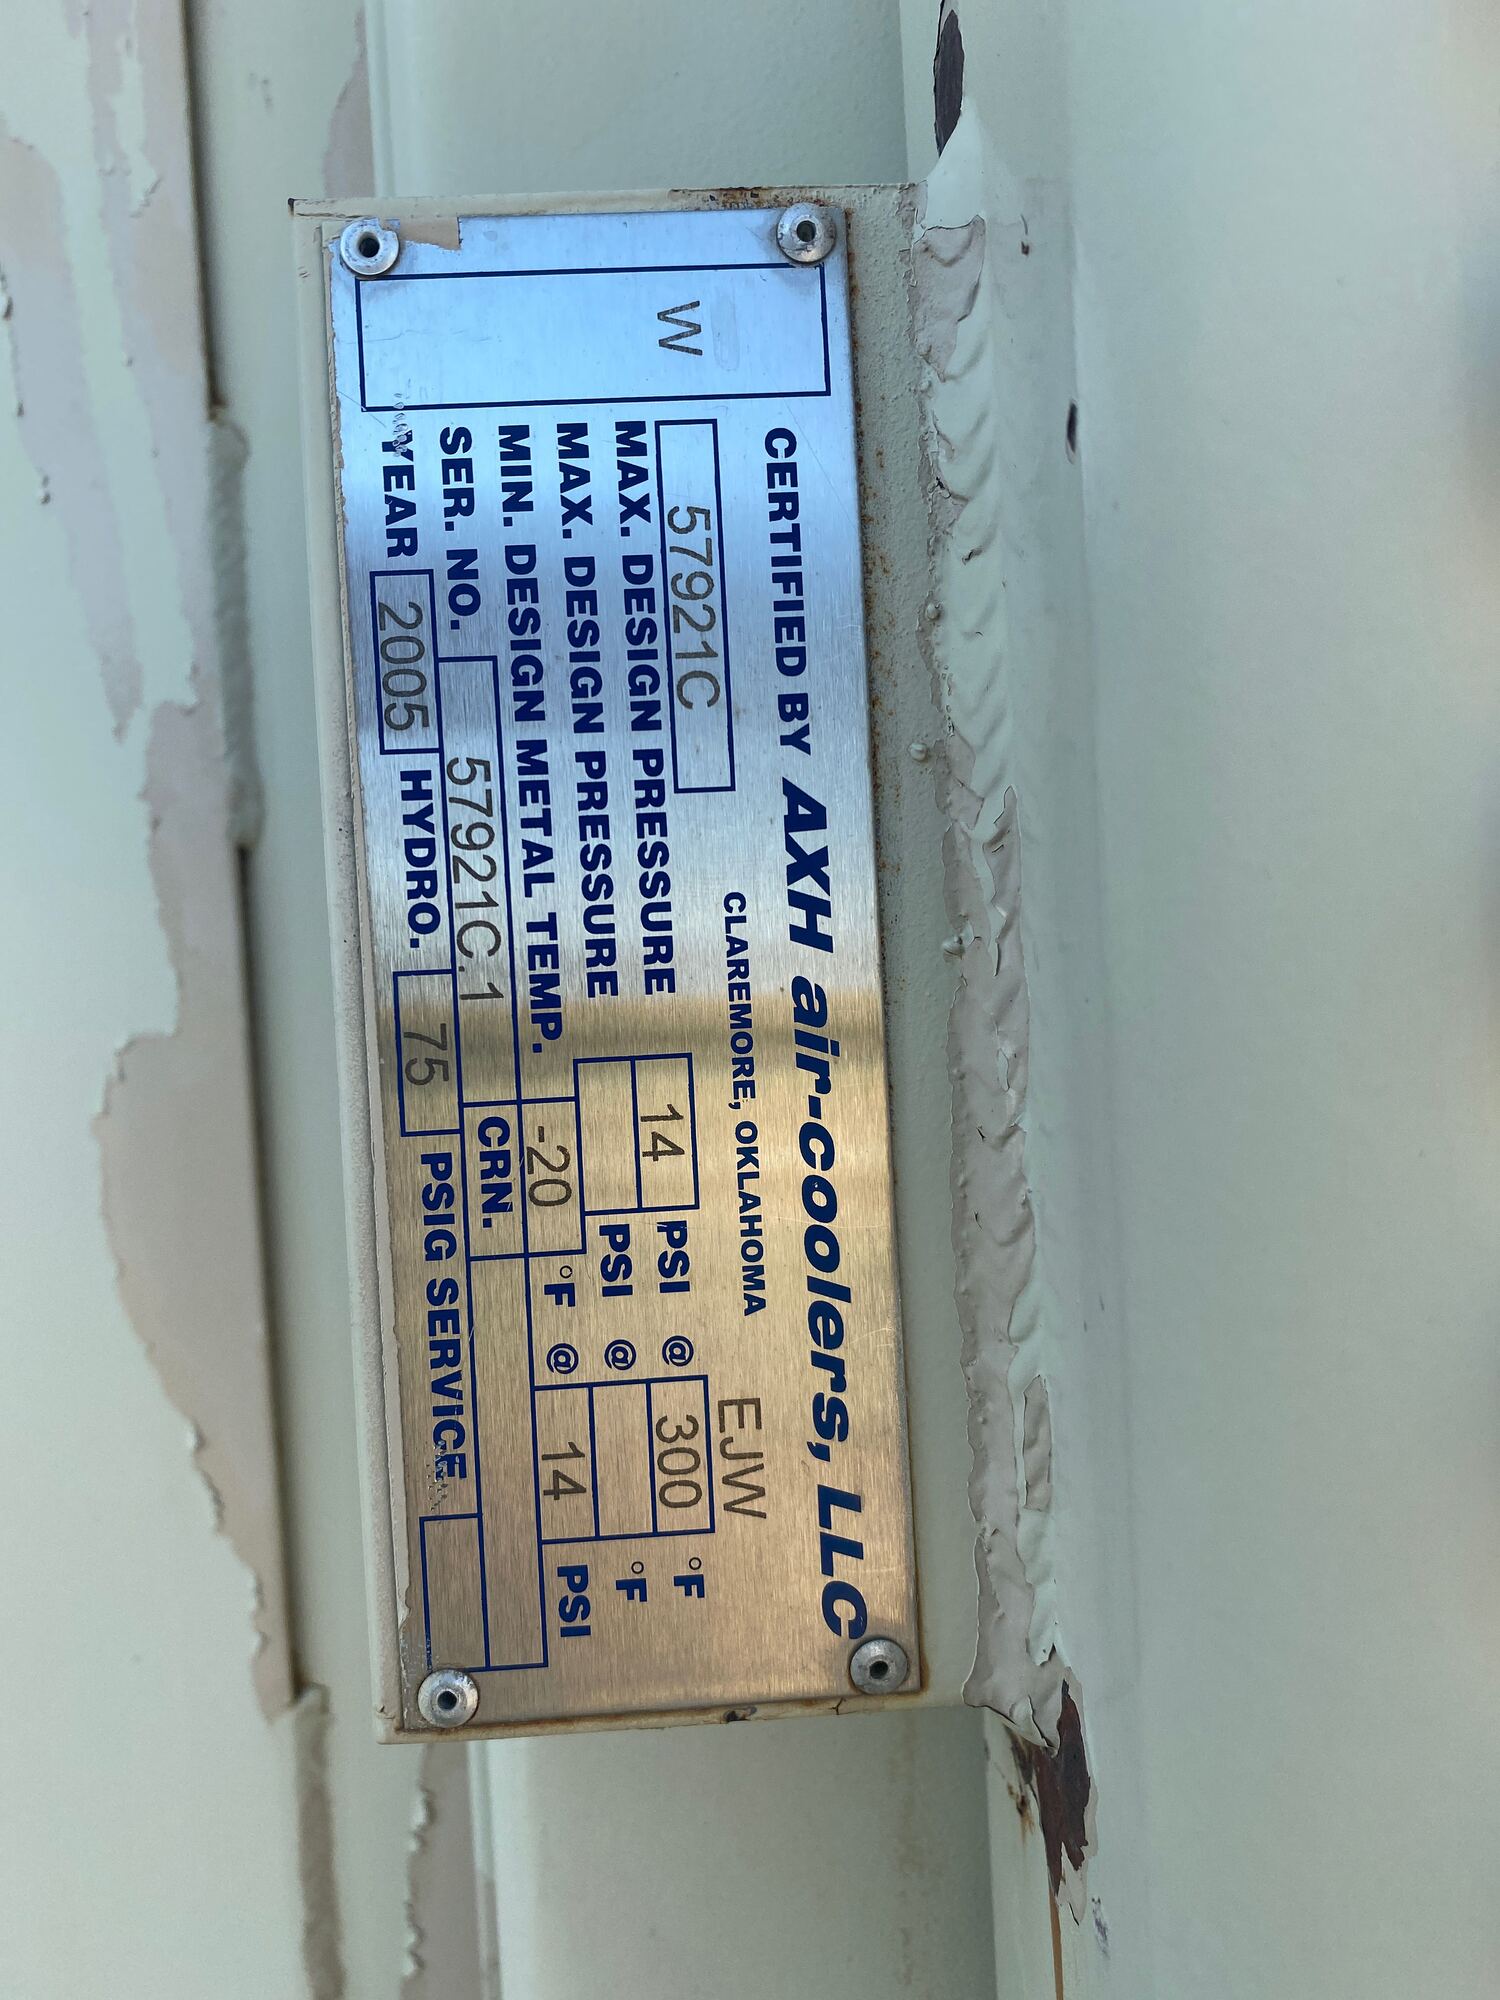 W
CERTIFIED BY AXH air-coolers, LLC
CLAREMORE, OKLAHOMA EJW
57921C
MAX. DESIGN PRESSURE 14 PSI @ 300 °F
MAX. DESIGN PRESSURE PSI @ °F
MIN. DESIGN METAL TEMP. -20 °F @ 14 PSI
SER. NO. 57921C.1 CRN.
YEAR 2005 HYDRO. 75 PSIG SERVICE